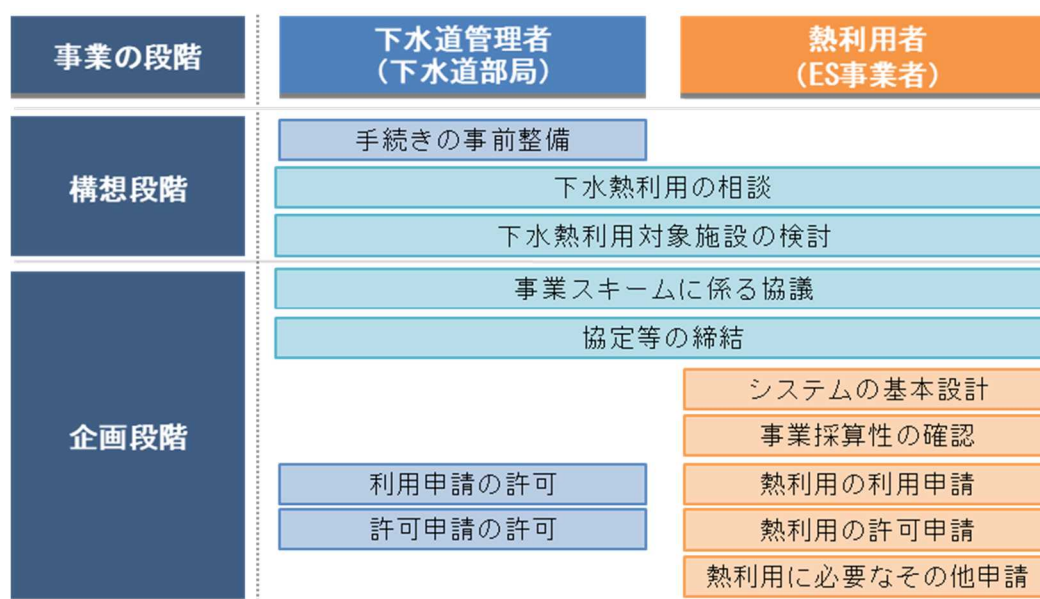 事業の段階
下水道管理者
(下水道部局)
熱利用者
(ES事業者)
構想段階
手続きの事前整備
下水熱利用の相談
下水熱利用対象施設の検討
企画段階
事業スキームに係る協議
協定等の締結
システムの基本設計
事業採算性の確認
利用申請の許可
熱利用の利用申請
許可申請の許可
熱利用の許可申請
熱利用に必要なその他申請